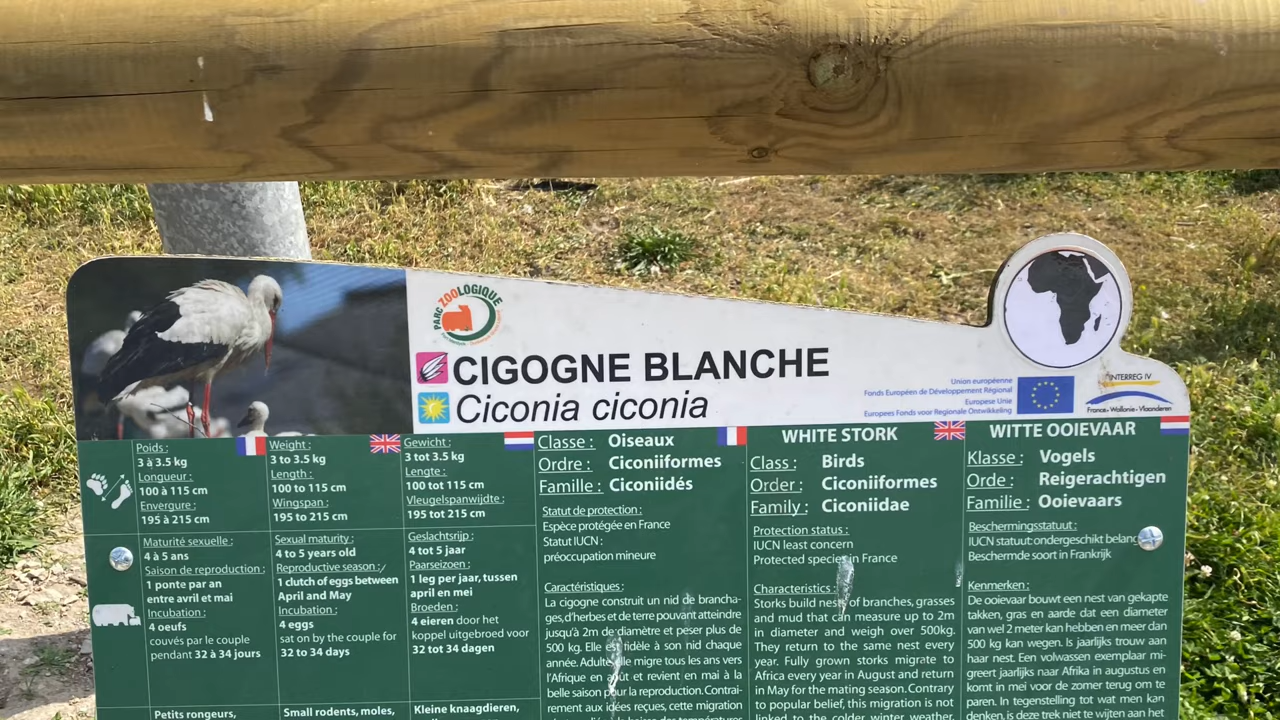 PARC ZOOLOGIQUE
CIGOGNE BLANCHE
Ciconia ciconia
Union européenne
Fonds Européen de Développement Régional
Europese Unie
Europees Fonds voor Regionale Ontwikkeling
INTERREG IV
France-Wallonie-Vlaanderen
Poids :
3 à 3.5 kg
Longueur :
100 à 115 cm
Envergure :
195 à 215 cm
Maturité sexuelle :
4 à 5 ans
Saison de reproduction :
1 ponte par an
entre avril et mai
Incubation :
4 oeufs
couvés par le couple
pendant 32 à 34 jours
Petits rongeurs,
Weight :
3 to 3.5 kg
Length :
100 to 115 cm
Wingspan :
195 to 215 cm
Sexual maturity :
4 to 5 years old
Reproductive season :/
1 clutch of eggs between
April and May
Incubation :
4 eggs
sat on by the couple for
32 to 34 days
Small rodents, moles,
Gewicht :
3 tot 3.5 kg
Lengte :
100 tot 115 cm
Vleugelspanwijdte :
195 tot 215 cm
Geslachtsrijp :
4 tot 5 jaar
Paarseizoen :
1 leg per jaar, tussen
april en mei
Broeden :
4 eieren door het
koppel uitgebroed voor
32 tot 34 dagen
Kleine knaagdieren,
Classe : Oiseaux
Ordre : Ciconiiformes
Famille : Ciconiidés
Statut de protection :
Espèce protégée en France
Statut IUCN :
préoccupation mineure
Caractéristiques :
La cigogne construit un nid de brancha-
ges,d'herbes et de terre pouvant atteindre
jusqu'à 2m de diamètre et peser plus de
500 kg. Elle est fidèle à son nid chaque
année. Adulte elle migre tous les ans vers
l'Afrique en août et revient en mai à la
belle saison pour la reproduction. Contrai-
rement aux idées reçues, cette migration
WHITE STORK
Class : Birds
Order : Ciconiiformes
Family : Ciconiidae
Protection status :
IUCN least concern
Protected species in France
Characteristics :
Storks build nests of branches, grasses
and mud that can measure up to 2m
in diameter and weigh over 500kg.
They return to the same nest every
year. Fully grown storks migrate to
Africa every year in August and return
in May for the mating season. Contrary
to popular belief, this migration is not
linked to the colder winter weather,
WITTE OOIEVAAR
Klasse : Vogels
Orde : Reigerachtigen
Familie : Ooievaars
Beschermingsstatuut :
IUCN statuut: ondergeschikt belang
Beschermde soort in Frankrijk
Kenmerken :
De ooievaar bouwt een nest van gekapte
takken, gras en aarde dat een diameter
van wel 2 meter kan hebben en meer dan
500 kg kan wegen. Is jaarlijks trouw aan
haar nest. Een volwassen exemplaar mi-
greert jaarlijks naar Afrika in augustus en
komt in mei voor de zomer terug om te
paren. In tegenstelling tot wat men kan
denken, is deze trek niet te wijten aan het